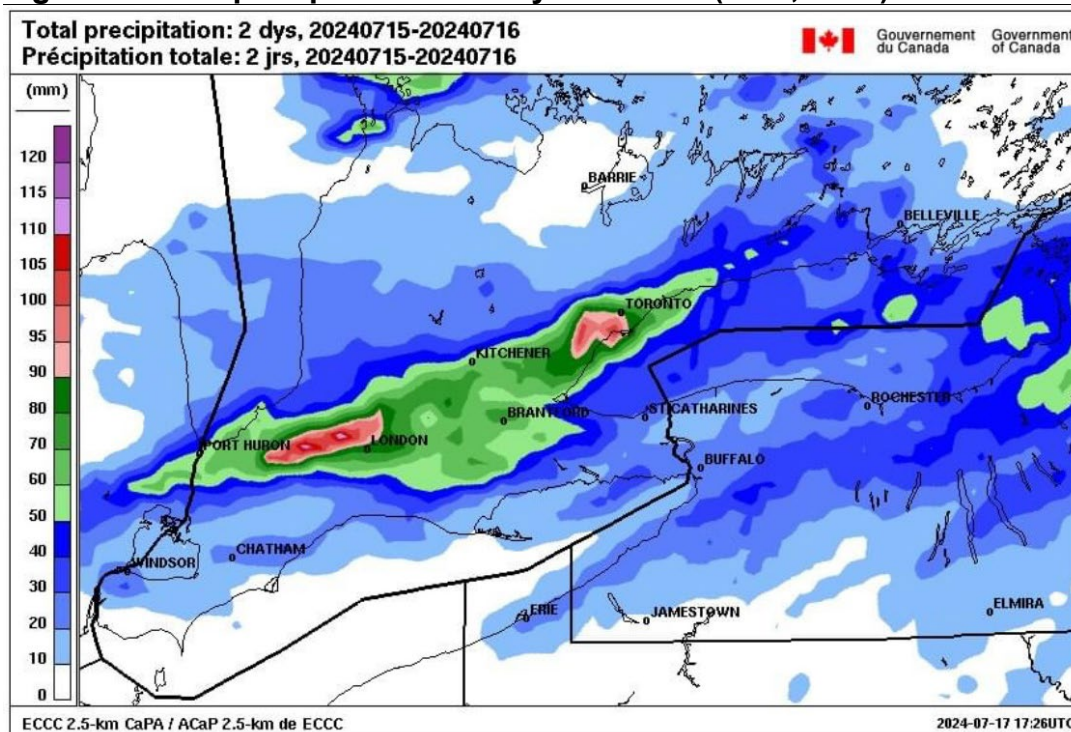 Total precipitation: 2 dys, 20240715-20240716
Précipitation totale: 2 jrs, 20240715-20240716
Gouvernement du Canada
Government of Canada
(mm)
120
115
110
105
100
95
90
80
70
60
50
40
30
20
10
0
BARRIE
BELLEVILLE
TORONTO
KITCHENER
BRANTFORD
ST.CATHARINES
ROCHESTER
PORT HURON
LONDON
BUFFALO
WINDSOR
CHATHAM
ERIE
JAMESTOWN
ELMIRA
ECCC 2.5-km CaPA / ACaP 2.5-km de ECCC
2024-07-17 17:26UTC